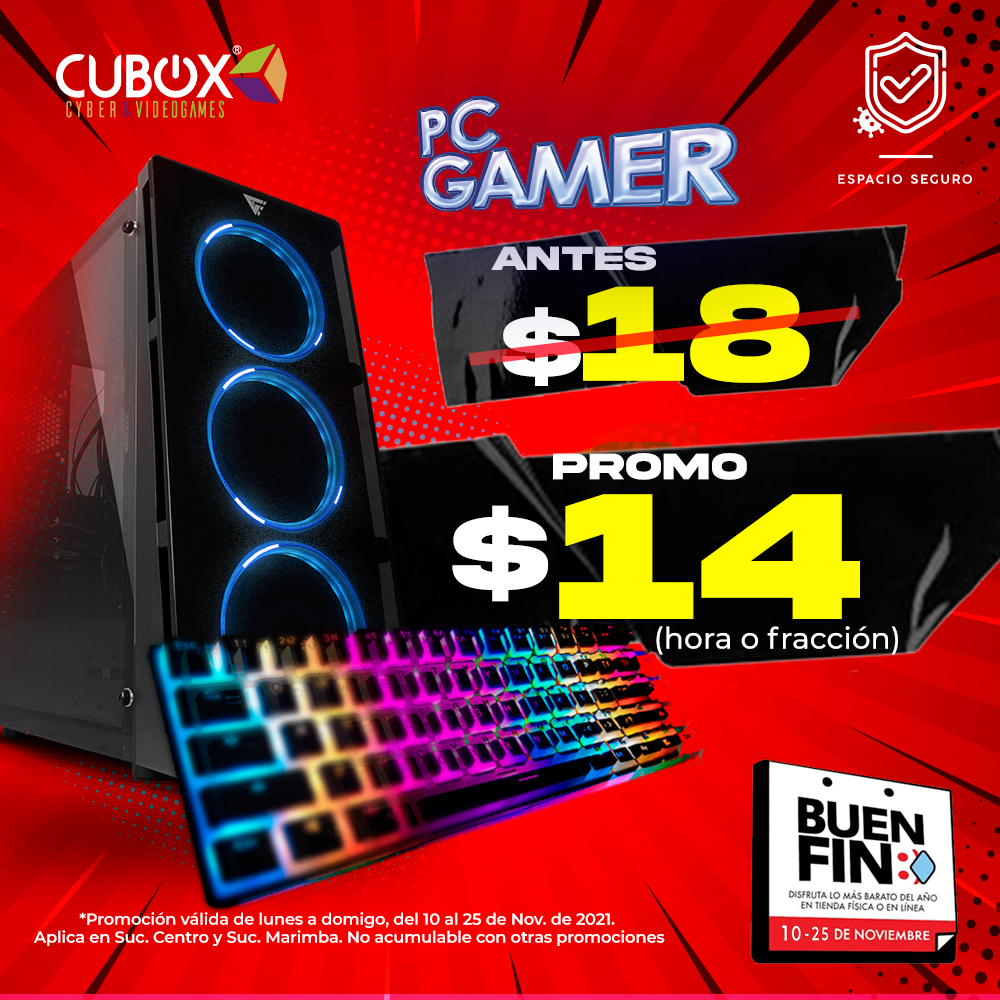 CUBOX®
CYBER & VIDEOGAMES
ESPACIO SEGURO
PC
GAMER
ANTES
$18
PROMO
$14
(hora o fracción)
BUEN
FIN
DISFRUTA LO MÁS BARATO DEL AÑO
EN TIENDA FÍSICA O EN LÍNEA
10-25 DE NOVIEMBRE
*Promoción válida de lunes a domigo, del 10 al 25 de Nov. de 2021.
Aplica en Suc. Centro y Suc. Marimba. No acumulable con otras promociones